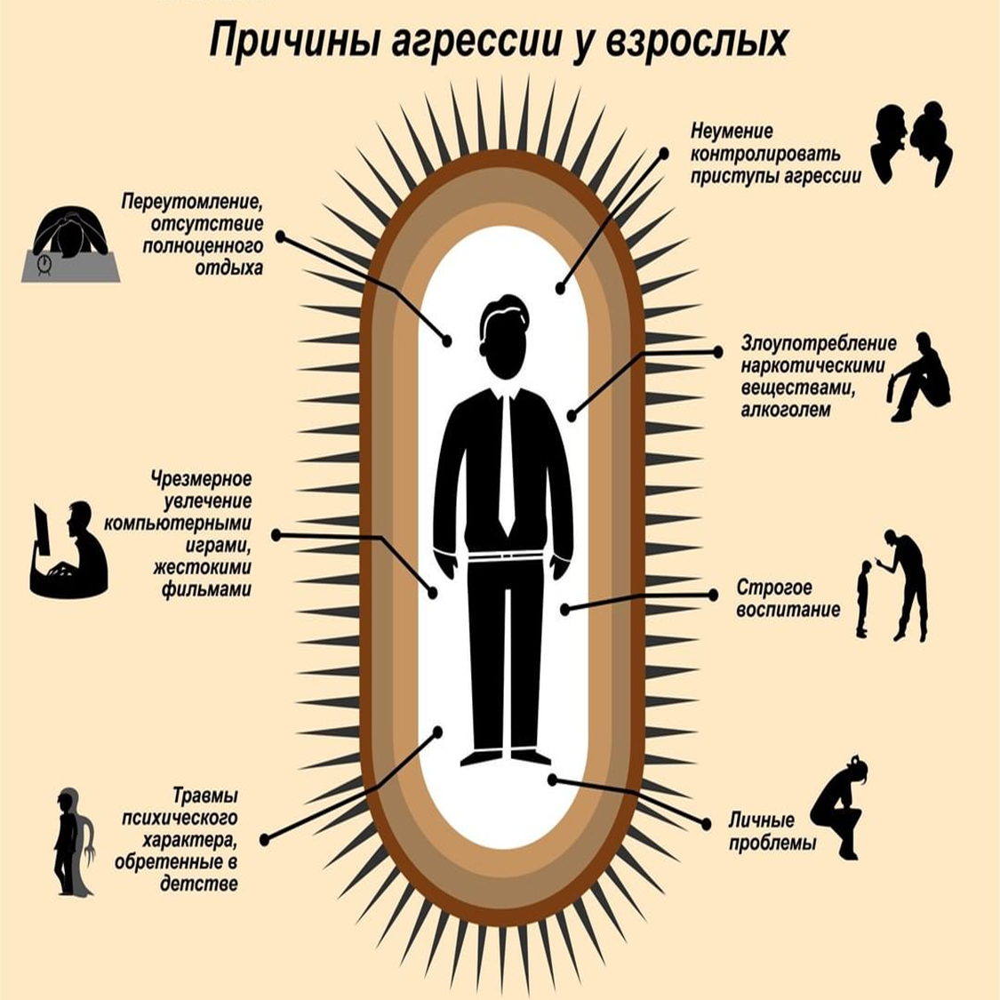 Причины агрессии у взрослых
Неумение
контролировать
приступы агрессии
Переутомление,
отсутствие
полноценного
отдыха
Злоупотребление
наркотическими
веществами,
алкоголем
Чрезмерное
увлечение
компьютерными
играми,
жестокими
фильмами
Строгое
воспитание
Травмы
психического
характера,
обретенные в
детстве
Личные
проблемы